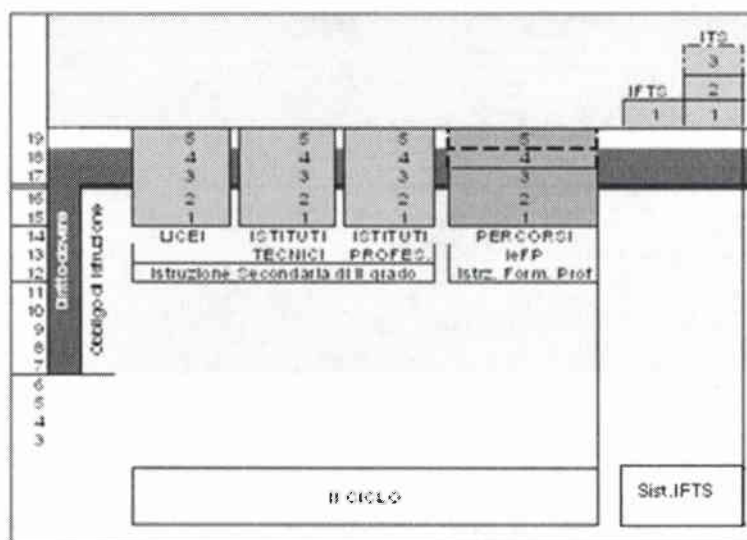 ITS
3
IFTS 2
1 1
19 5 5 5 5
18 4 4 4 4
17 3 3 3 3
16 2 2 2 2
15 1 1 1 1
14 LICEI ISTITUTI ISTITUTI PERCORSI
13 TECNICI PROFES. IeFP
12 Istruzione Secondaria di II grado Istrz. Form. Prof
11
10
9
8
7
6
5
4
3
Diritto dovere
Obbligo di istruzione
II CICLO
Sist.IFTS